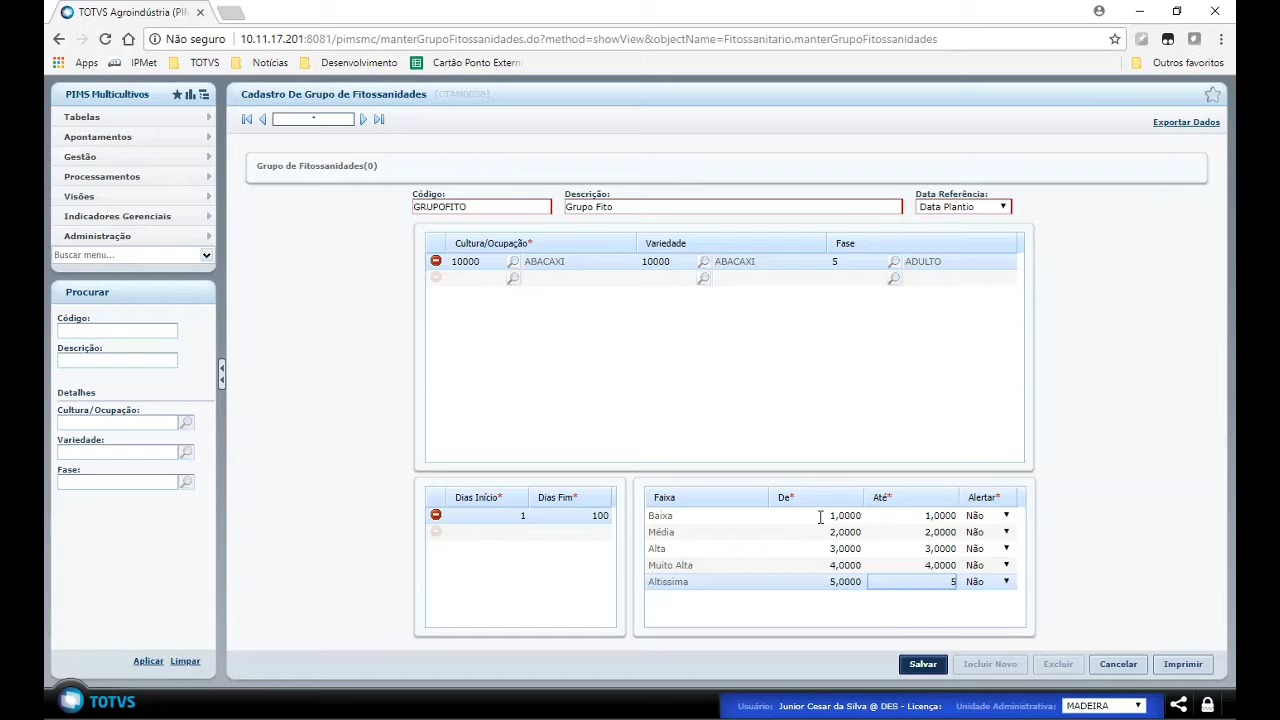 TOTVS Agroindústria (PI
Não seguro
10.11.17.201:8081/pimsmc/manterGrupoFitossanidades.do?method=showView&objectName=Fitossanitario.manterGrupoFitossanidades
Apps IPMet TOTVS Notícias Desenvolvimento Cartão Ponto Extern Outros favoritos
PIMS Multicultivos
Tabelas
Apontamentos
Gestão
Processamentos
Visões
Indicadores Gerenciais
Administração
Buscar menu...
Procurar
Código:
Descrição:
Detalhes
Cultura/Ocupação:
Variedade:
Fase:
Aplicar Limpar
Cadastro De Grupo de Fitossanidades
-
Exportar Dados
Grupo de Fitossanidades(0)
Código: Descrição: Data Referência:
GRUPOFITO Grupo Fito Data Plantio
Cultura/Ocupação* Variedade Fase
10000 ABACAXI 10000 ABACAXI 5 ADULTO
Dias Início* Dias Fim*
1 100
Faixa De* Até* Alertar*
Baixa 1,0000 1,0000 Não
Média 2,0000 2,0000 Não
Alta 3,0000 3,0000 Não
Muito Alta 4,0000 4,0000 Não
Altissima 5,0000 5 Não
Salvar Incluir Novo Excluir Cancelar Imprimir
TOTVS
Usuário: Junior Cesar da Silva @ DES - Licença: Unidade Administrativa: MADEIRA